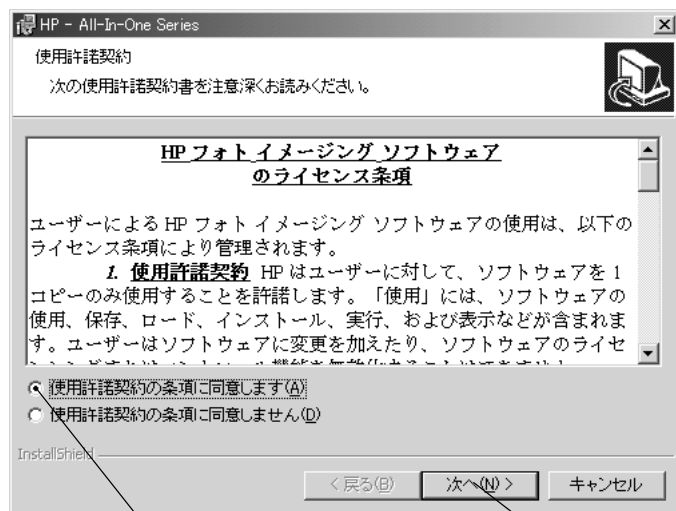 HP - All-In-One Series
使用許諾契約
次の使用許諾契約書を注意深くお読みください。
HP フォト イメージング ソフトウェア
のライセンス条項
ユーザーによる HP フォト イメージング ソフトウェアの使用は、以下の
ライセンス条項により管理されます。
1. 使用許諾契約 HP はユーザーに対して、ソフトウェアを 1
コピーのみ使用することを許諾します。「使用」には、ソフトウェアの
使用、保存、ロード、インストール、実行、および表示などが含まれま
す。ユーザーはソフトウェアに変更を加えたり、ソフトウェアのライセ
使用許諾契約の条項に同意します(A)
使用許諾契約の条項に同意しません(D)
InstallShield
< 戻る(B)
次へ(N) >
キャンセル